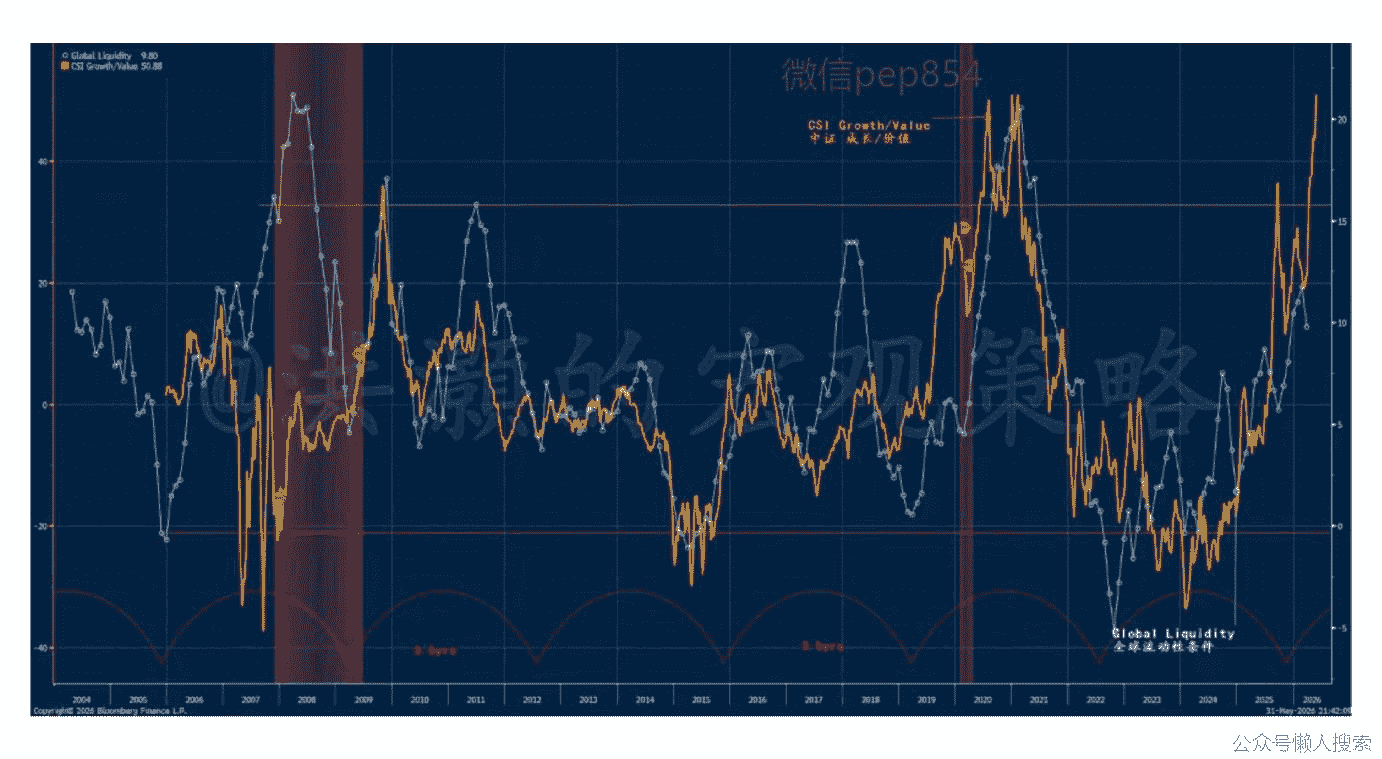 Global Liquidity 9.80
CSI Growth/Value 50.88
微信pep854
CSI Growth/Value
中证 成长/价值
20
15
10
5
0
-5
40
20
0
-20
-40
@洪灏的宏观策略
Global Liquidity
全球流动性条件
2004 2005 2006 2007 2008 2009 2010 2011 2012 2013 2014 2015 2016 2017 2018 2019 2020 2021 2022 2023 2024 2025 2026
Copyright© 2026 Bloomberg Finance L.P.
31-May-2026 21:42:09
公众号懒人搜索